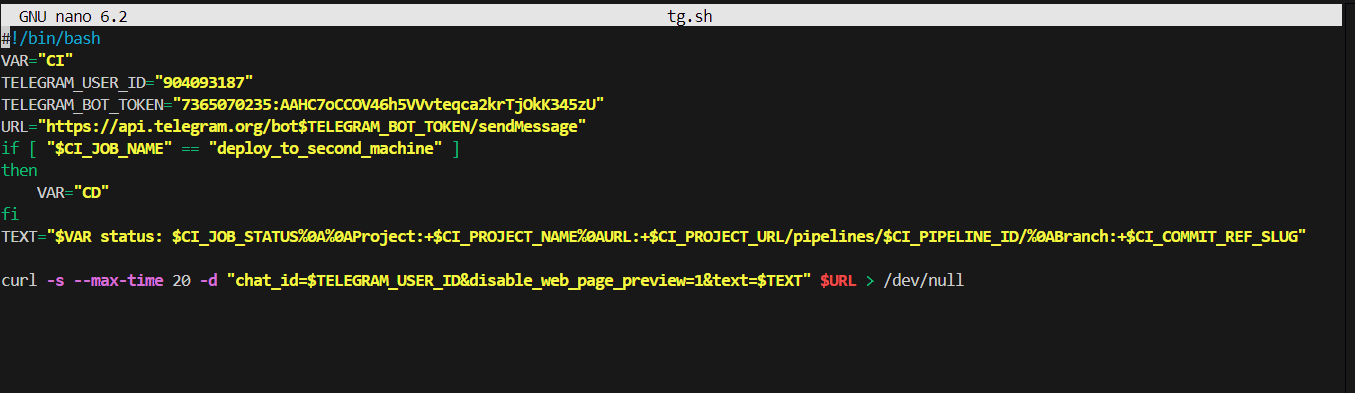 GNU nano 6.2 tg.sh
#!/bin/bash
VAR="CI"
TELEGRAM_USER_ID="904093187"
TELEGRAM_BOT_TOKEN="7365070235:AAHC7oCCOV46h5VVvteqca2krTjOkK345zU"
URL="https://api.telegram.org/bot$TELEGRAM_BOT_TOKEN/sendMessage"
if [ "$CI_JOB_NAME" == "deploy_to_second_machine" ]
then
    VAR="CD"
fi
TEXT="$VAR status: $CI_JOB_STATUS%0A%0AProject:+$CI_PROJECT_NAME%0AURL:+$CI_PROJECT_URL/pipelines/$CI_PIPELINE_ID/%0ABranch:+$CI_COMMIT_REF_SLUG"
curl -s --max-time 20 -d "chat_id=$TELEGRAM_USER_ID&disable_web_page_preview=1&text=$TEXT" $URL > /dev/null